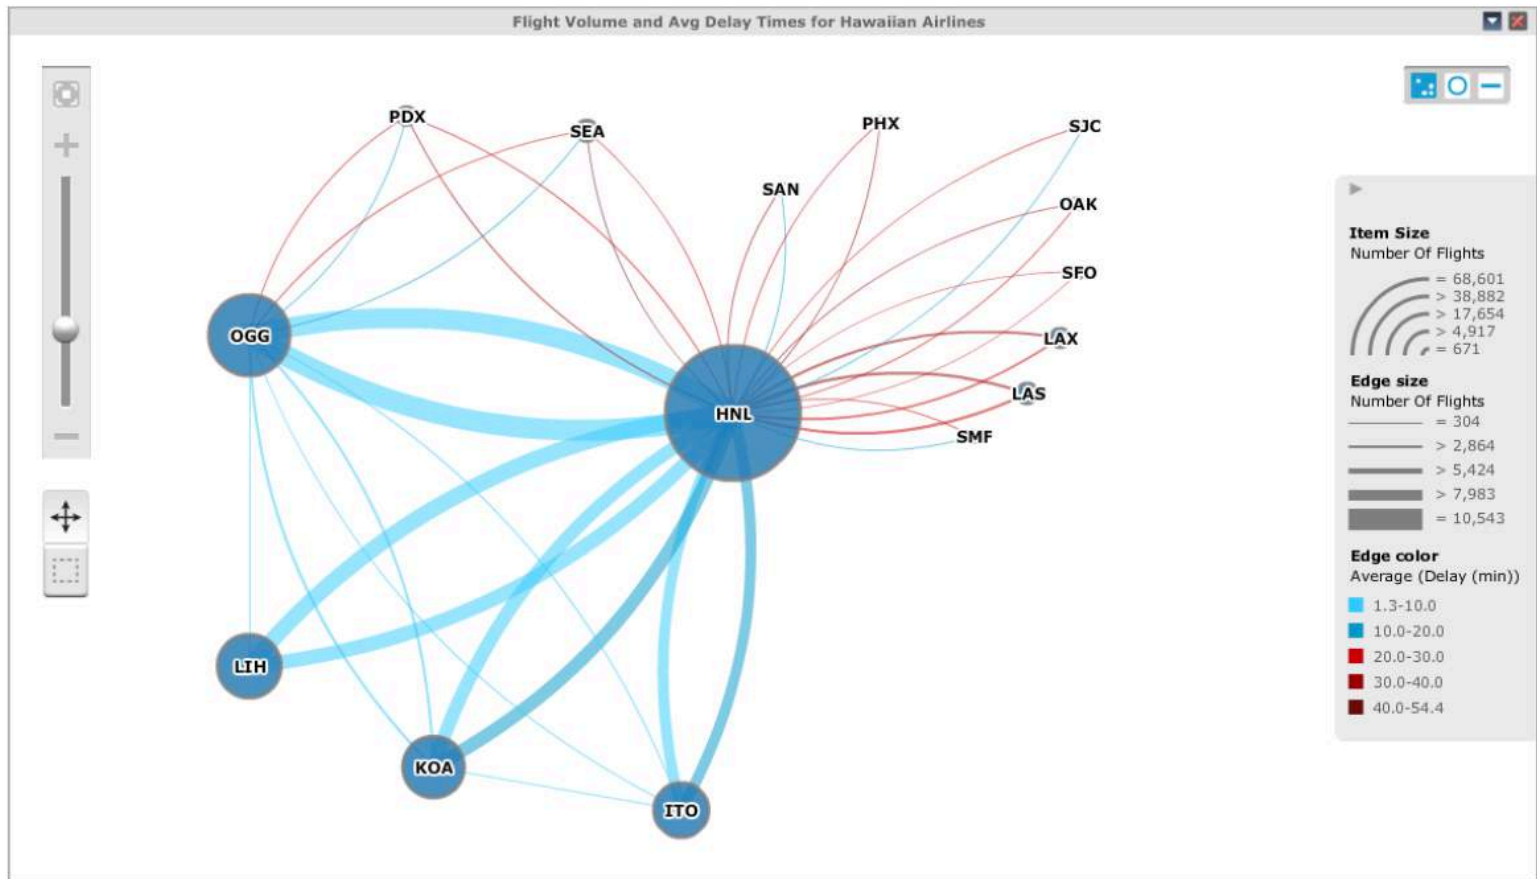 Flight Volume and Avg Delay Times for Hawaiian Airlines
PDX
SEA
PHX
SJC
SAN
OAK
SFO
OGG
LAX
LAS
HNL
SMF
LIH
KOA
ITO
Item Size
Number Of Flights
= 68,601
> 38,882
> 17,654
> 4,917
= 671
Edge size
Number Of Flights
= 304
> 2,864
> 5,424
> 7,983
= 10,543
Edge color
Average (Delay (min))
1.3-10.0
10.0-20.0
20.0-30.0
30.0-40.0
40.0-54.4